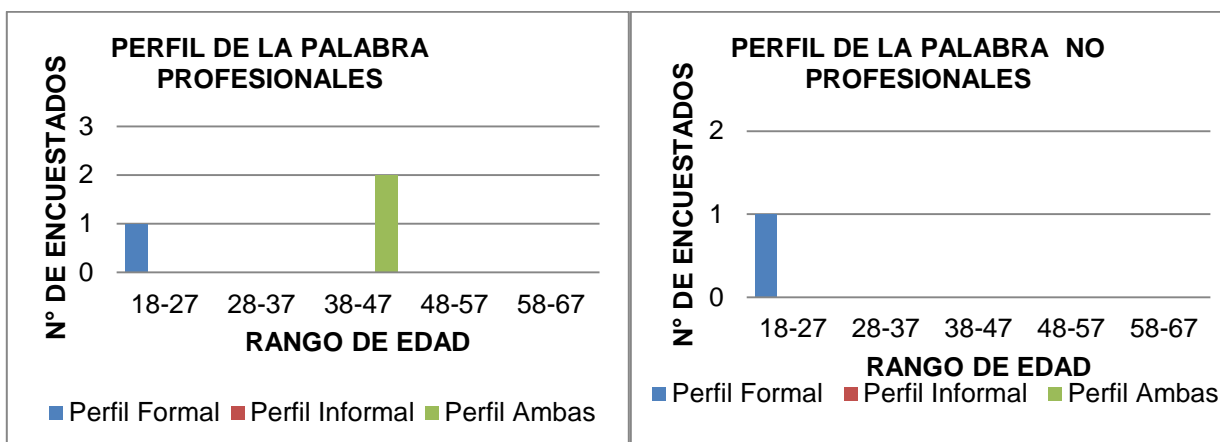 PERFIL DE LA PALABRA
PROFESIONALES
N° DE ENCUESTADOS
3
2
1
0
18-27 28-37 38-47 48-57 58-67
RANGO DE EDAD
Perfil Formal Perfil Informal Perfil Ambas
PERFIL DE LA PALABRA NO
PROFESIONALES
N° DE ENCUESTADOS
2
1
0
18-27 28-37 38-47 48-57 58-67
RANGO DE EDAD
Perfil Formal Perfil Informal Perfil Ambas